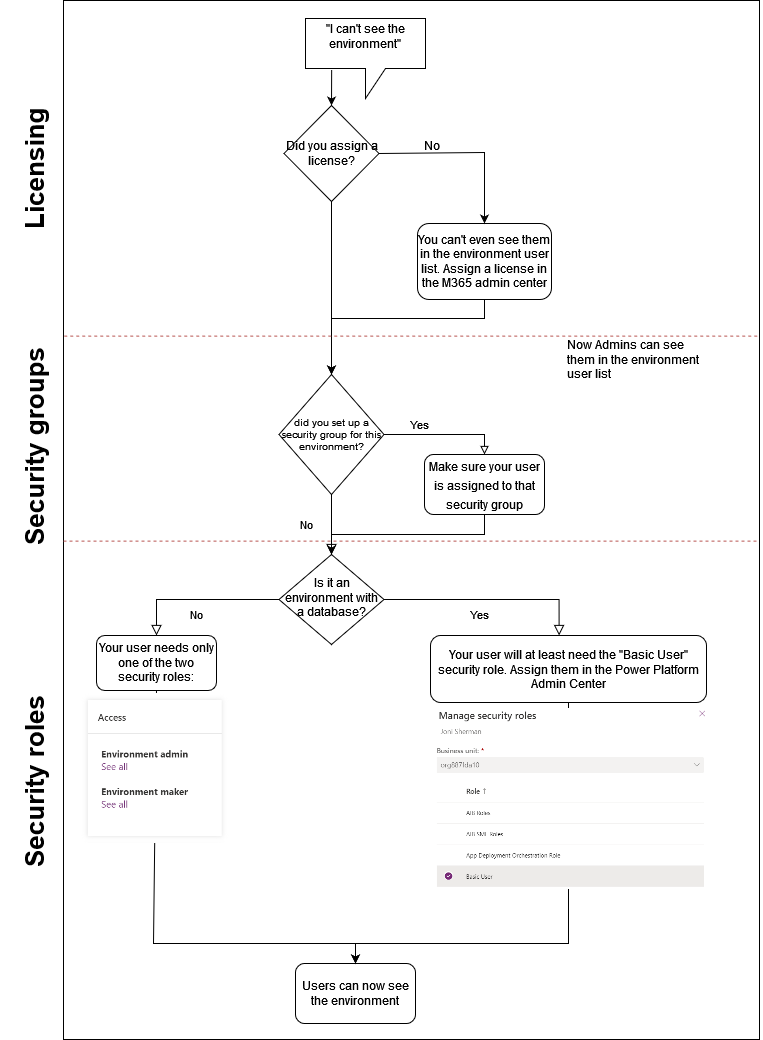 "I can't see the
environment"
Licensing
Did you assign a
license?
No
You can't even see them
in the environment user
list. Assign a license in
the M365 admin center
Now Admins can see
them in the environment
user list
Security groups
did you set up a
security group for this
environment?
Yes
Make sure your user
is assigned to that
security group
No
Is it an
environment with
a database?
No
Yes
Your user needs only
one of the two
security roles:
Your user will at least need the "Basic User"
security role. Assign them in the Power Platform
Admin Center
Security roles
Access
Environment admin
See all
Environment maker
See all
Manage security roles
Joni Sherman
Business unit: *
Role ↑
AIB Roles
AIB SML Roles
App Deployment Orchestration Role
Basic User
Users can now see
the environment